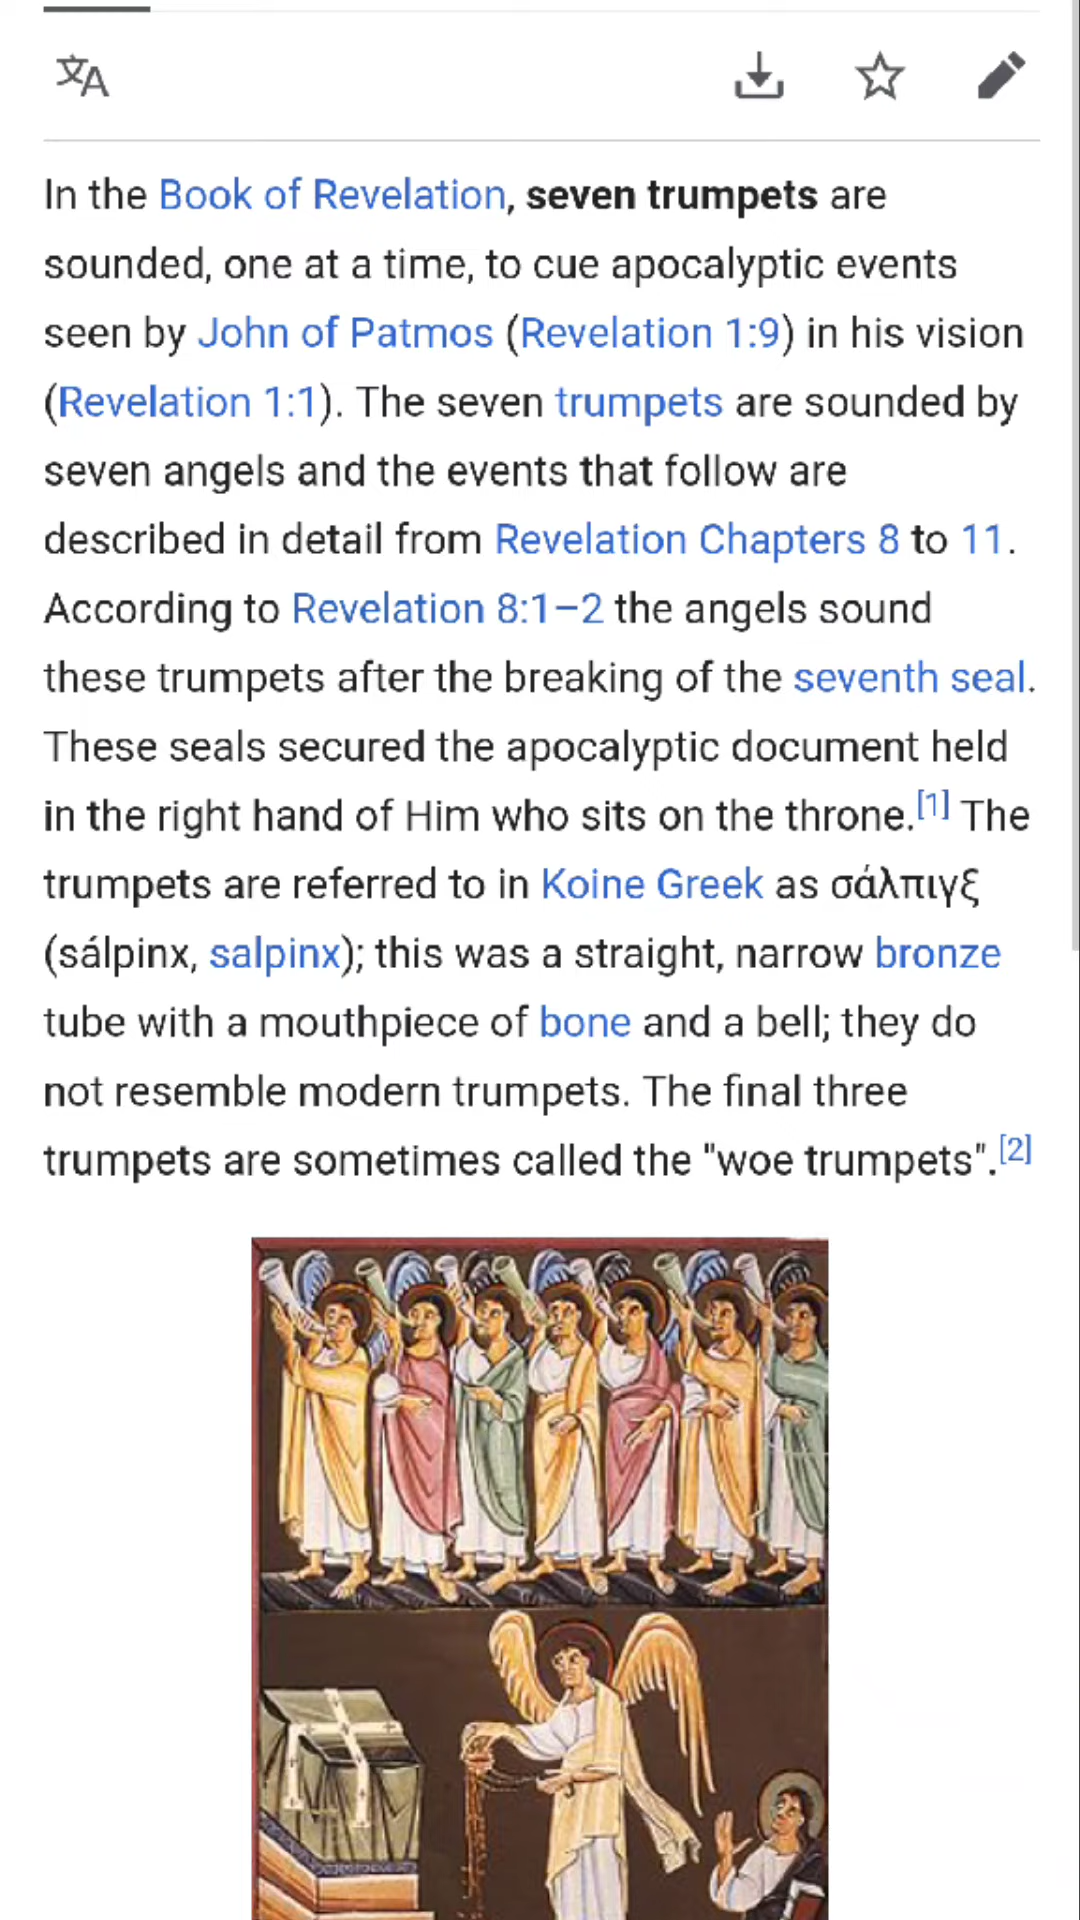 In the Book of Revelation, seven trumpets are
sounded, one at a time, to cue apocalyptic events
seen by John of Patmos (Revelation 1:9) in his vision
(Revelation 1:1). The seven trumpets are sounded by
seven angels and the events that follow are
described in detail from Revelation Chapters 8 to 11.
According to Revelation 8:1–2 the angels sound
these trumpets after the breaking of the seventh seal.
These seals secured the apocalyptic document held
in the right hand of Him who sits on the throne.[1] The
trumpets are referred to in Koine Greek as σάλπιγξ
(sálpinx, salpinx); this was a straight, narrow bronze
tube with a mouthpiece of bone and a bell; they do
not resemble modern trumpets. The final three
trumpets are sometimes called the "woe trumpets".[2]